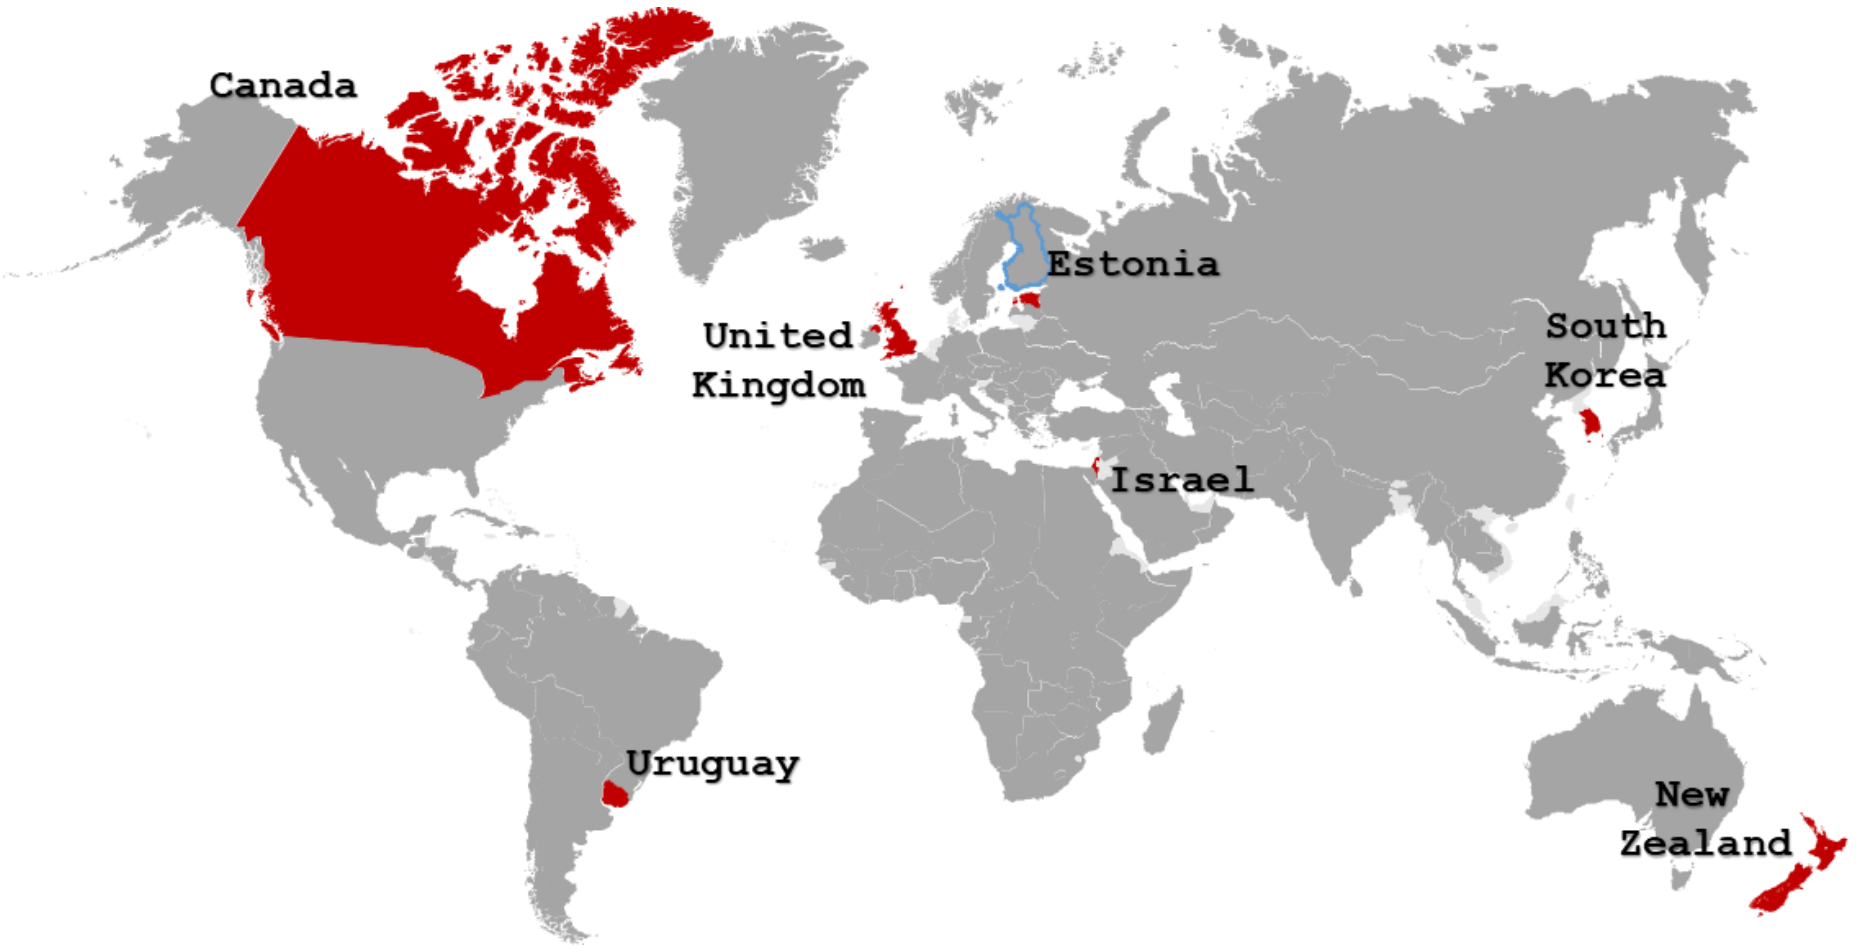 Canada
Estonia
United
Kingdom
South
Korea
Israel
Uruguay
New
Zealand